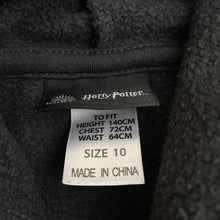 Harry Potter
TO FIT
HEIGHT 140CM
CHEST 72CM
WAIST 64CM
SIZE 10
MADE IN CHINA